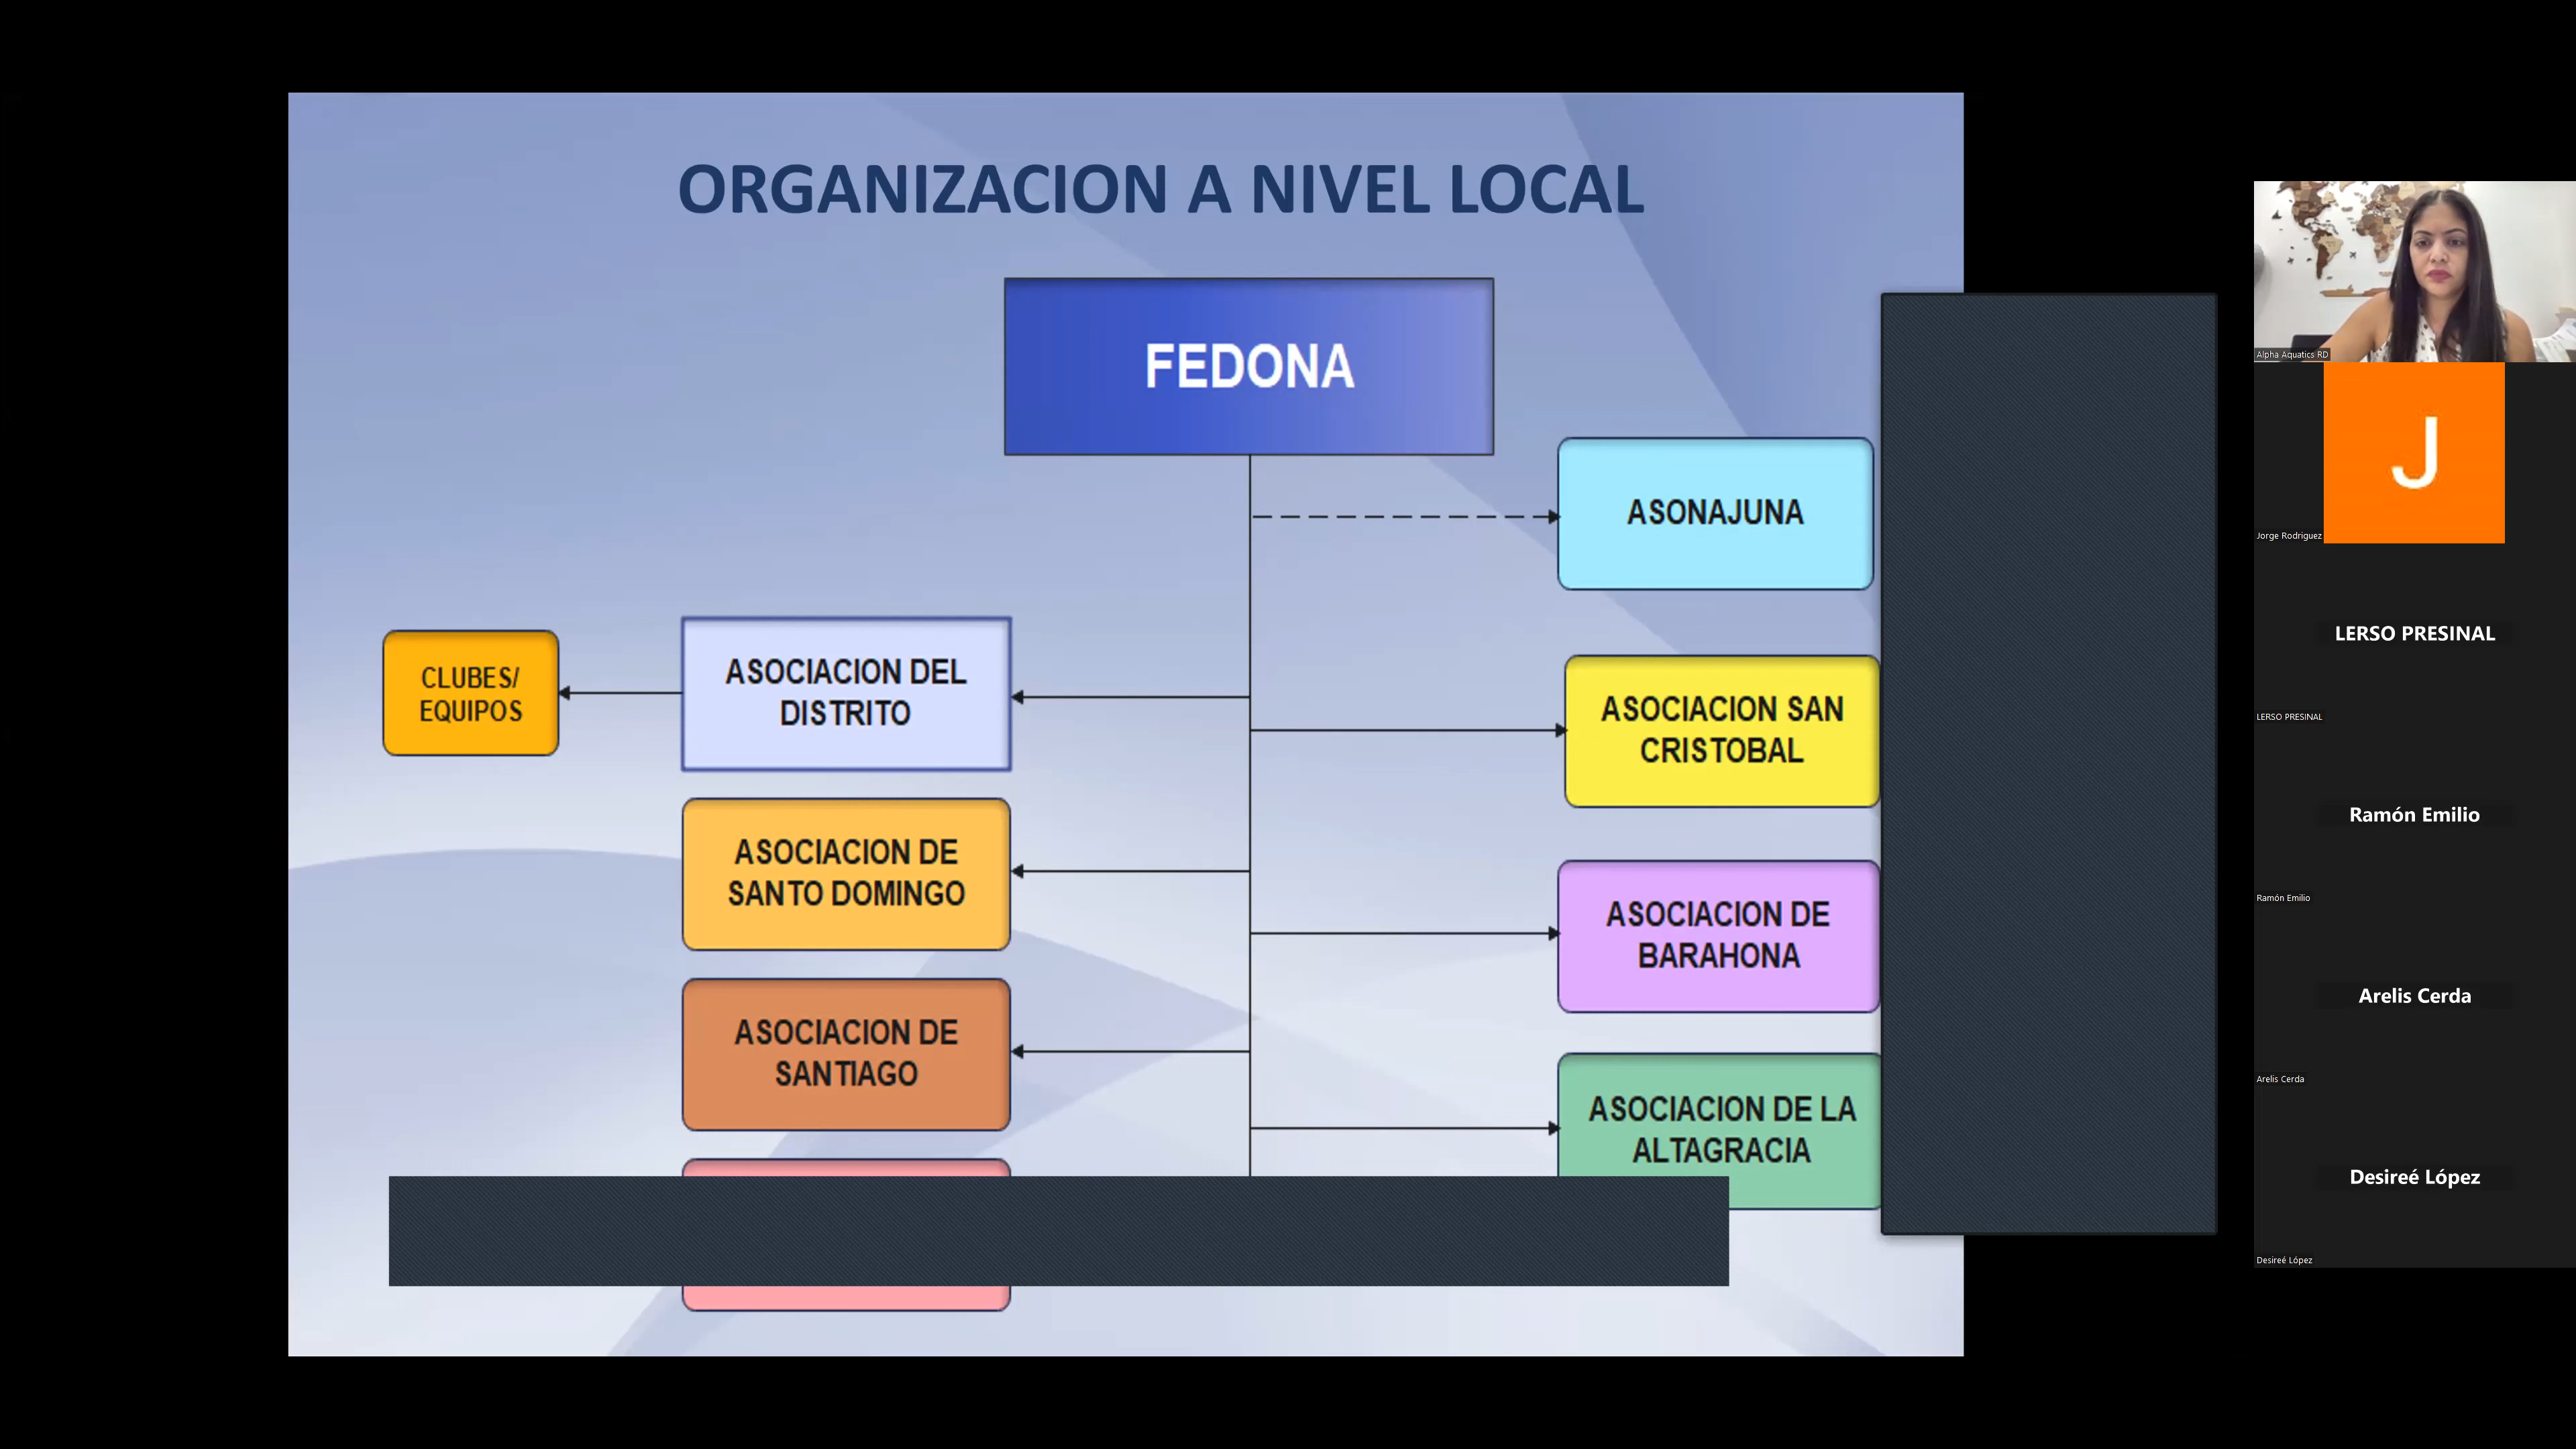 ORGANIZACION A NIVEL LOCAL
FEDONA
ASONAJUNA
CLUBES/
EQUIPOS
ASOCIACION DEL
DISTRITO
ASOCIACION SAN
CRISTOBAL
ASOCIACION DE
SANTO DOMINGO
ASOCIACION DE
BARAHONA
ASOCIACION DE
SANTIAGO
ASOCIACION DE LA
ALTAGRACIA
Alpha Aquatics RD
J
Jorge Rodriguez
LERSO PRESINAL
LERSO PRESINAL
Ramón Emilio
Ramón Emilio
Arelis Cerda
Arelis Cerda
Desireé López
Desireé López